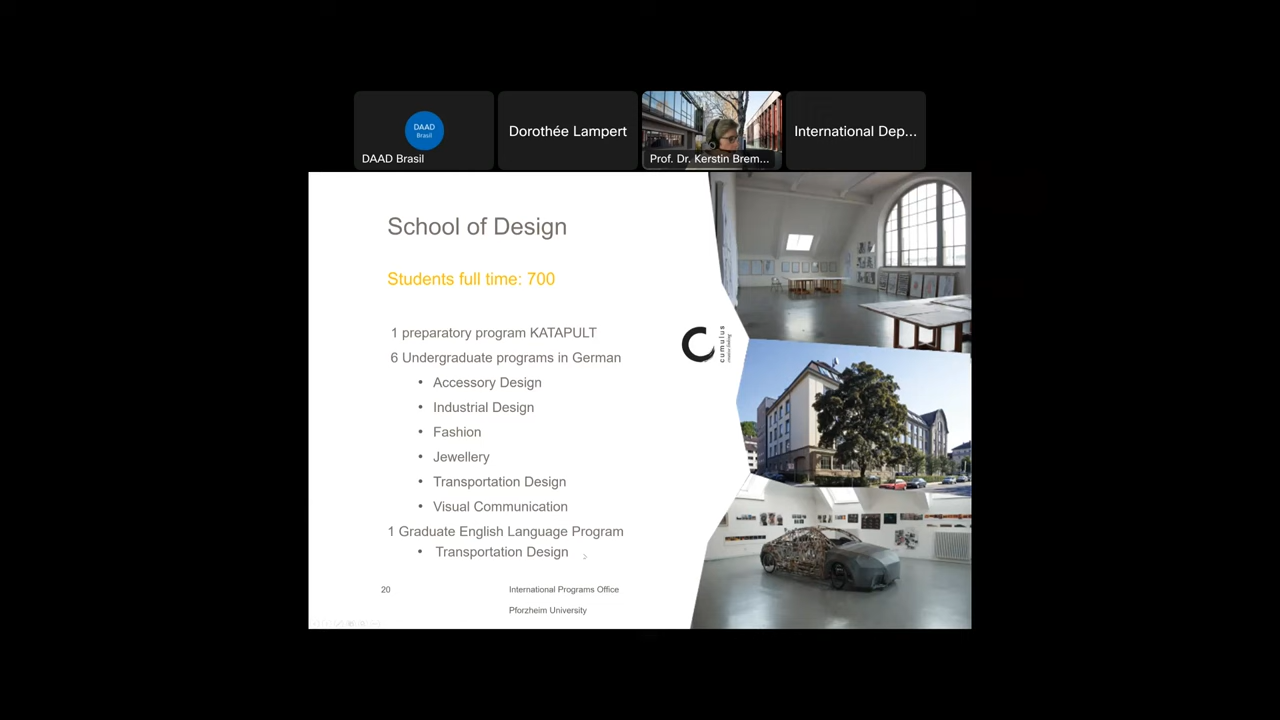 DAAD
Brasil
DAAD Brasil
Dorothée Lampert
Prof. Dr. Kerstin Brem...
International Dep...
School of Design
Students full time: 700
1 preparatory program KATAPULT
6 Undergraduate programs in German
• Accessory Design
• Industrial Design
• Fashion
• Jewellery
• Transportation Design
• Visual Communication
1 Graduate English Language Program
• Transportation Design
cumulus
20
International Programs Office
Pforzheim University